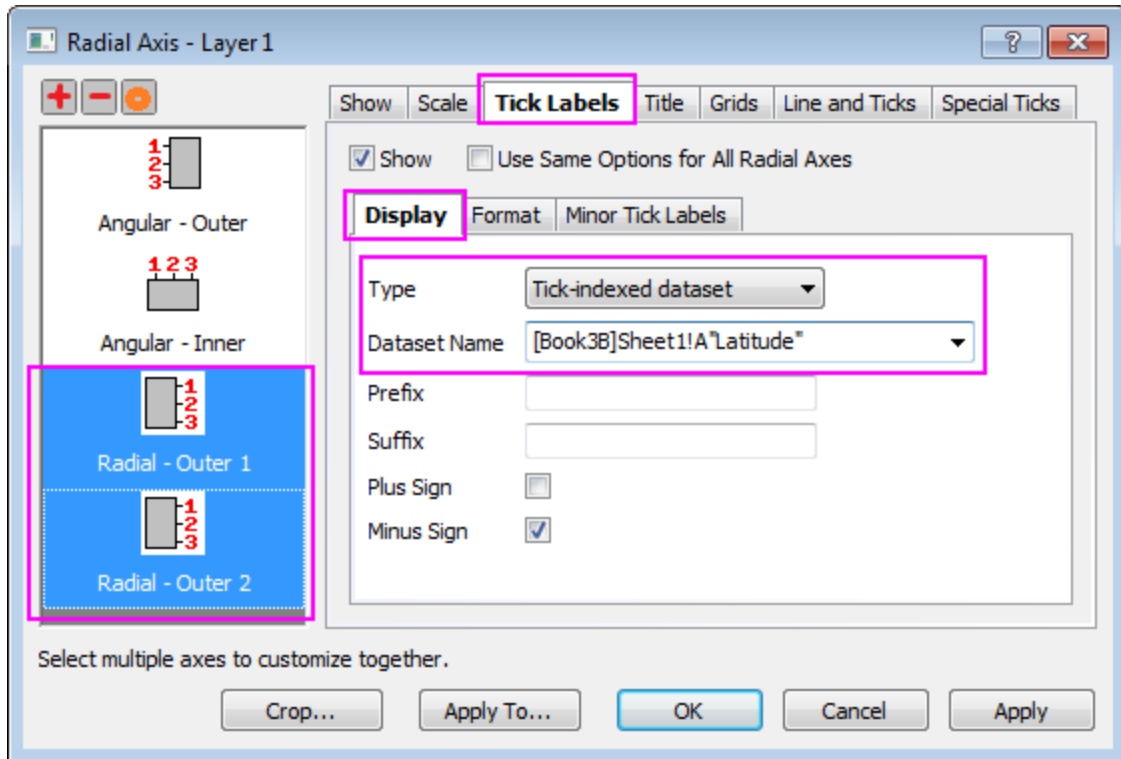 Radial Axis - Layer 1
Show Scale Tick Labels Title Grids Line and Ticks Special Ticks
Show Use Same Options for All Radial Axes
Display Format Minor Tick Labels
1
2
3
Angular - Outer
1 2 3
Angular - Inner
1
2
3
Radial - Outer 1
1
2
3
Radial - Outer 2
Type Tick-indexed dataset
Dataset Name [Book3B]Sheet1!A"Latitude"
Prefix
Suffix
Plus Sign
Minus Sign
Select multiple axes to customize together.
Crop... Apply To... OK Cancel Apply